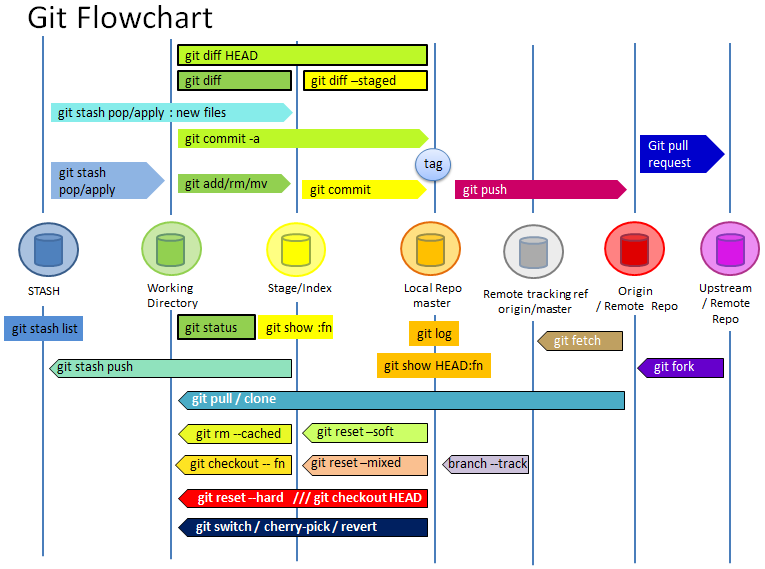 Git Flowchart
git diff HEAD
git diff
git diff –staged
git stash pop/apply : new files
git commit -a
tag
Git pull
request
git stash
pop/apply
git add/rm/mv
git commit
git push
STASH
Working
Directory
Stage/Index
Local Repo
master
Remote tracking ref
origin/master
Origin
/ Remote Repo
Upstream
/ Remote
Repo
git stash list
git status
git show :fn
git log
git fetch
git show HEAD:fn
git stash push
git fork
git pull / clone
git rm --cached
git reset –soft
git checkout -- fn
git reset –mixed
branch --track
git reset –hard /// git checkout HEAD
git switch / cherry-pick / revert